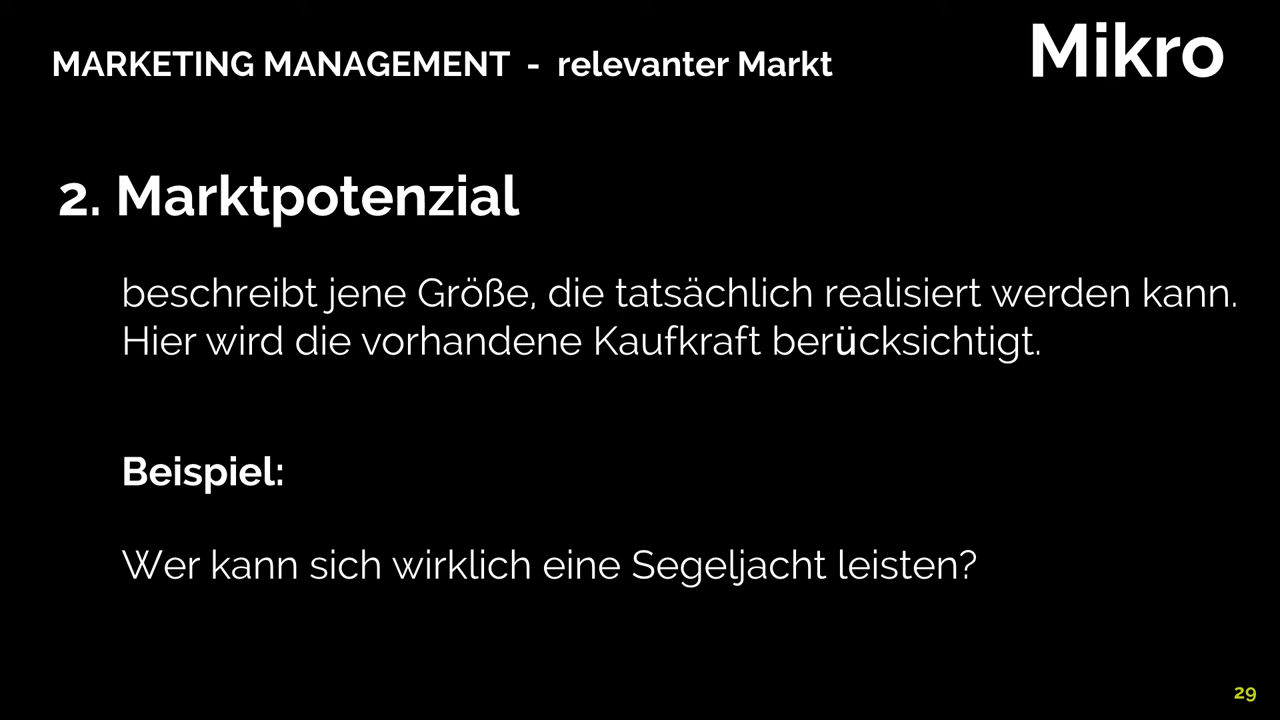 MARKETING MANAGEMENT - relevanter Markt
Mikro
2. Marktpotenzial
beschreibt jene Größe, die tatsächlich realisiert werden kann.
Hier wird die vorhandene Kaufkraft berücksichtigt.
Beispiel:
Wer kann sich wirklich eine Segeljacht leisten?
29